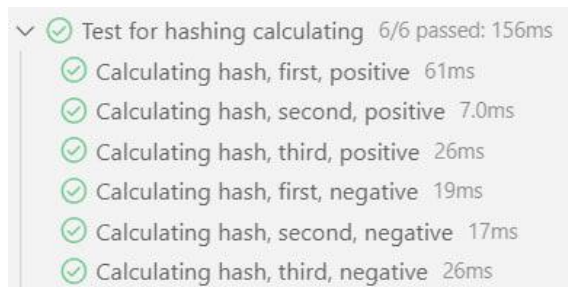 Test for hashing calculating 6/6 passed: 156ms
Calculating hash, first, positive 61ms
Calculating hash, second, positive 7.0ms
Calculating hash, third, positive 26ms
Calculating hash, first, negative 19ms
Calculating hash, second, negative 17ms
Calculating hash, third, negative 26ms